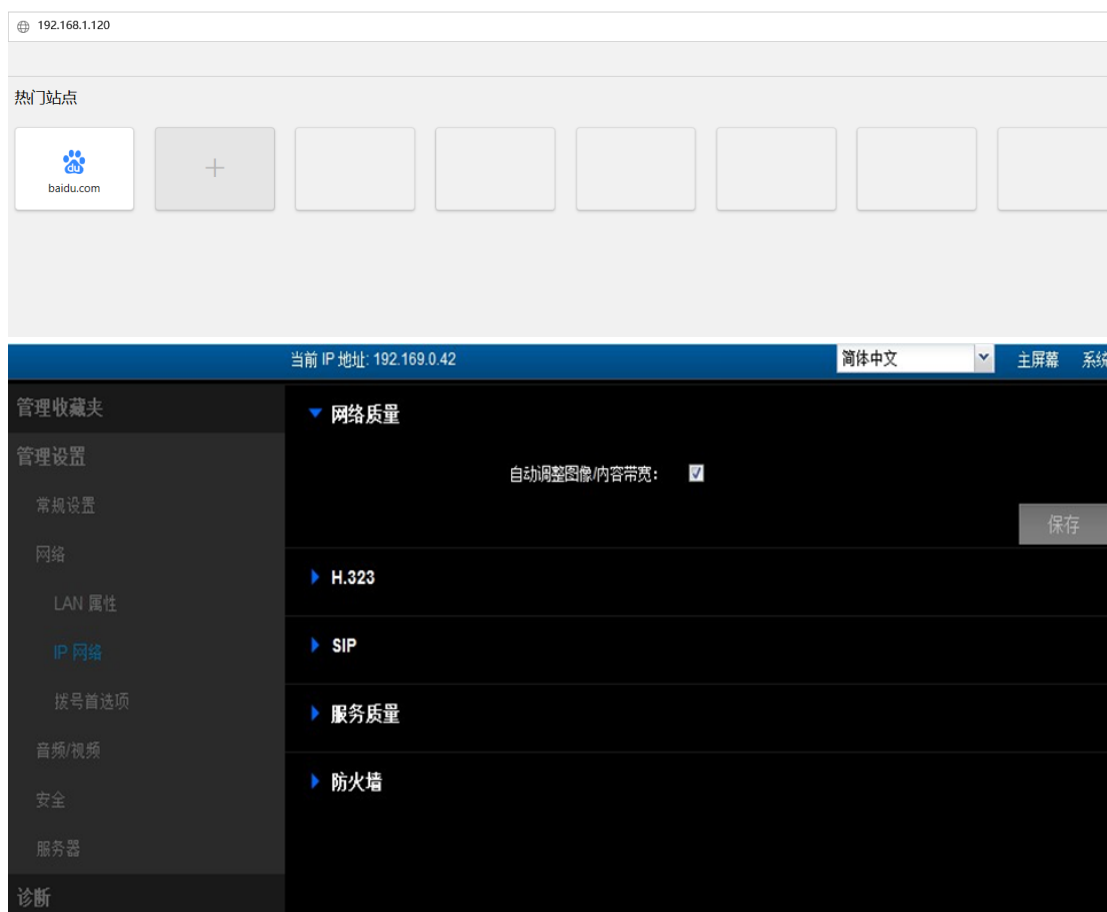 192.168.1.120
热门站点
du
baidu.com
当前 IP 地址: 192.169.0.42
简体中文
主屏幕
系统
管理收藏夹
网络质量
管理设置
自动调整图像/内容带宽:
常规设置
保存
网络
H.323
LAN 属性
SIP
IP 网络
拨号首选项
服务质量
音频/视频
防火墙
安全
服务器
诊断